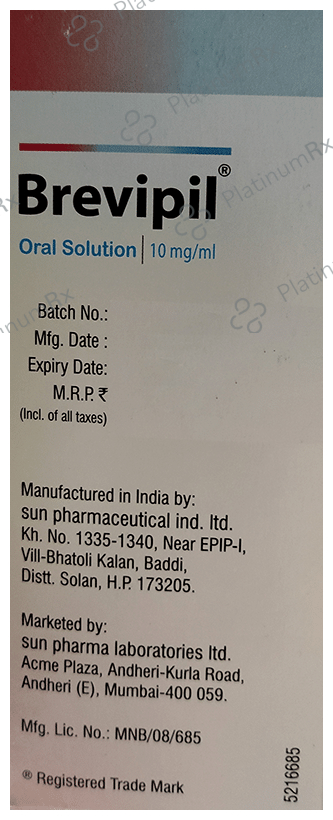 Brevipil®
Oral Solution | 10 mg/ml
Batch No.:
Mfg. Date :
Expiry Date:
M.R.P. ₹
(Incl. of all taxes)
Manufactured in India by:
sun pharmaceutical ind. ltd.
Kh. No. 1335-1340, Near EPIP-I,
Vill-Bhatoli Kalan, Baddi,
Distt. Solan, H.P. 173205.
Marketed by:
sun pharma laboratories ltd.
Acme Plaza, Andheri-Kurla Road,
Andheri (E), Mumbai-400 059.
Mfg. Lic. No.: MNB/08/685
® Registered Trade Mark
5216685
PlatinumRx
PlatinumRx